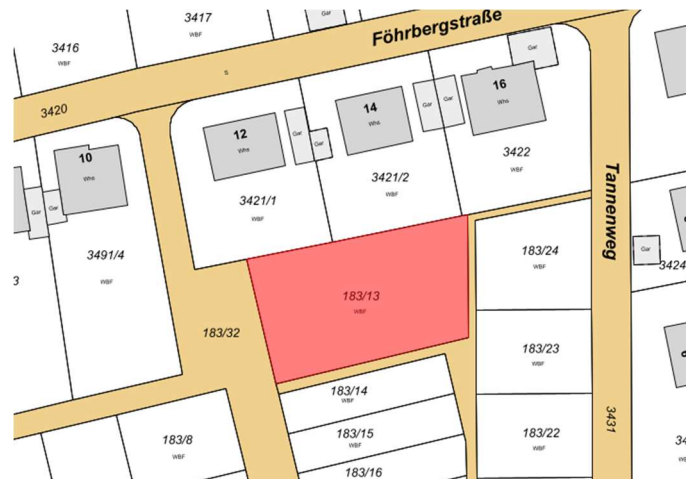 3417
Gar
Föhrbergstraße
3416
WBF
WBF
S
Gar
3420
16
Whs
14
Whs
Gar
Gar
12
Whs
Gar
Gar
10
Whs
3422
WBF
3421/2
WBF
3421/1
WBF
Tannenweg
Gar
Gar
3491/4
WBF
3
183/24
WBF
Gar
3424
183/13
WBF
183/32
183/23
WBF
183/14
WBF
183/15
WBF
183/16
183/8
WBF
183/22
WBF
3431